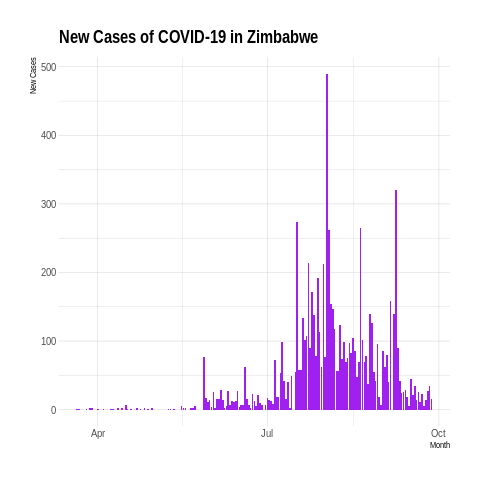 New Cases of COVID-19 in Zimbabwe
New Cases
500
400
300
200
100
0
Apr
Jul
Oct
Month